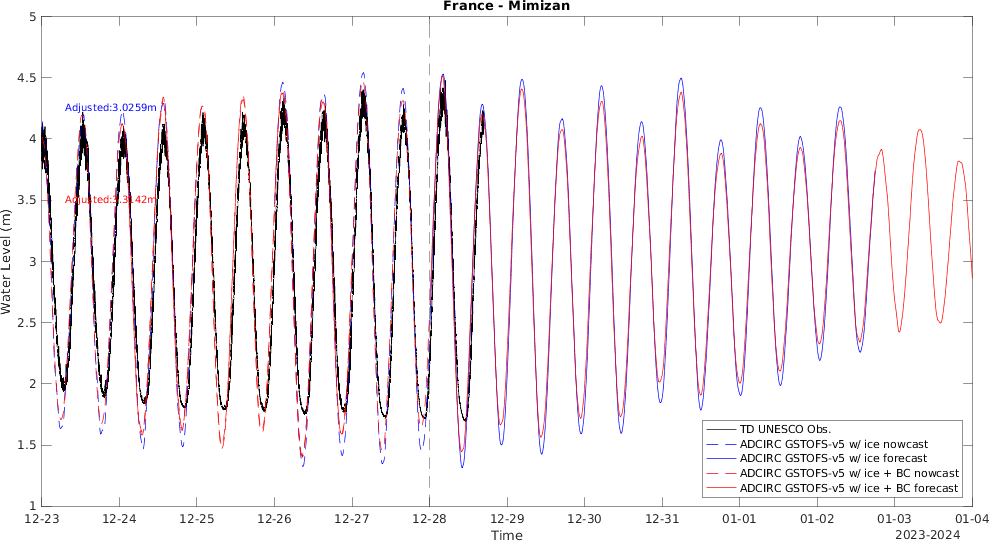 France - Mimizan
Water Level (m)
5
4.5
4
3.5
3
2.5
2
1.5
1
Adjusted:3.0259m
Adjusted:3.3142m
TD UNESCO Obs.
ADCIRC GSTOFS-v5 w/ ice nowcast
ADCIRC GSTOFS-v5 w/ ice forecast
ADCIRC GSTOFS-v5 w/ ice + BC nowcast
ADCIRC GSTOFS-v5 w/ ice + BC forecast
12-23 12-24 12-25 12-26 12-27 12-28 12-29 12-30 12-31 01-01 01-02 01-03 01-04
Time
2023-2024